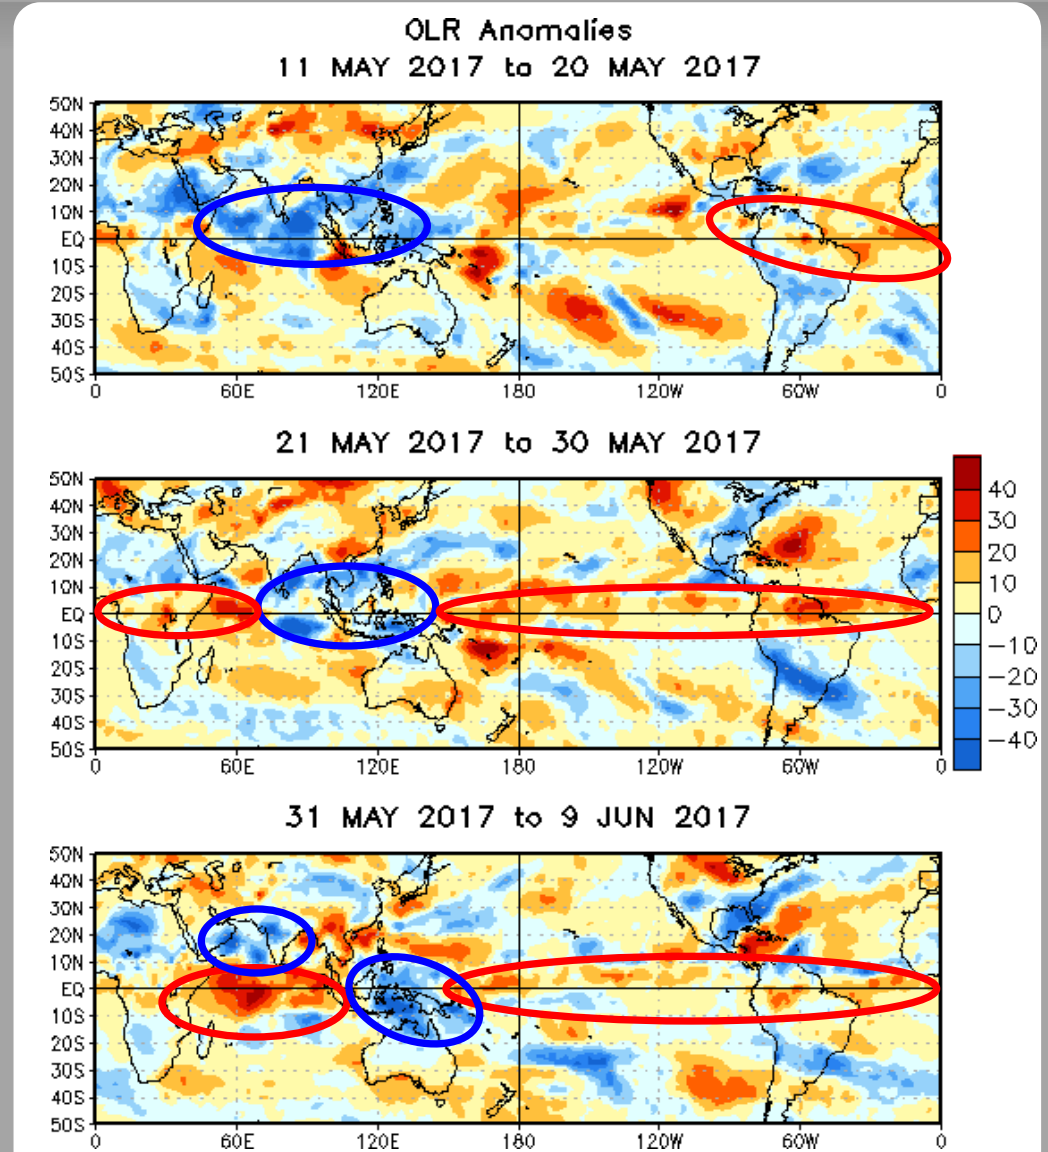 OLR Anomalies
11 MAY 2017 to 20 MAY 2017
50N
40N
30N
20N
10N
EQ
10S
20S
30S
40S
50S
0 60E 120E 180 120W 60W 0
21 MAY 2017 to 30 MAY 2017
50N
40N
30N
20N
10N
EQ
10S
20S
30S
40S
50S
0 60E 120E 180 120W 60W 0
40
30
20
10
0
-10
-20
-30
-40
31 MAY 2017 to 9 JUN 2017
50N
40N
30N
20N
10N
EQ
10S
20S
30S
40S
50S
0 60E 120E 180 120W 60W 0